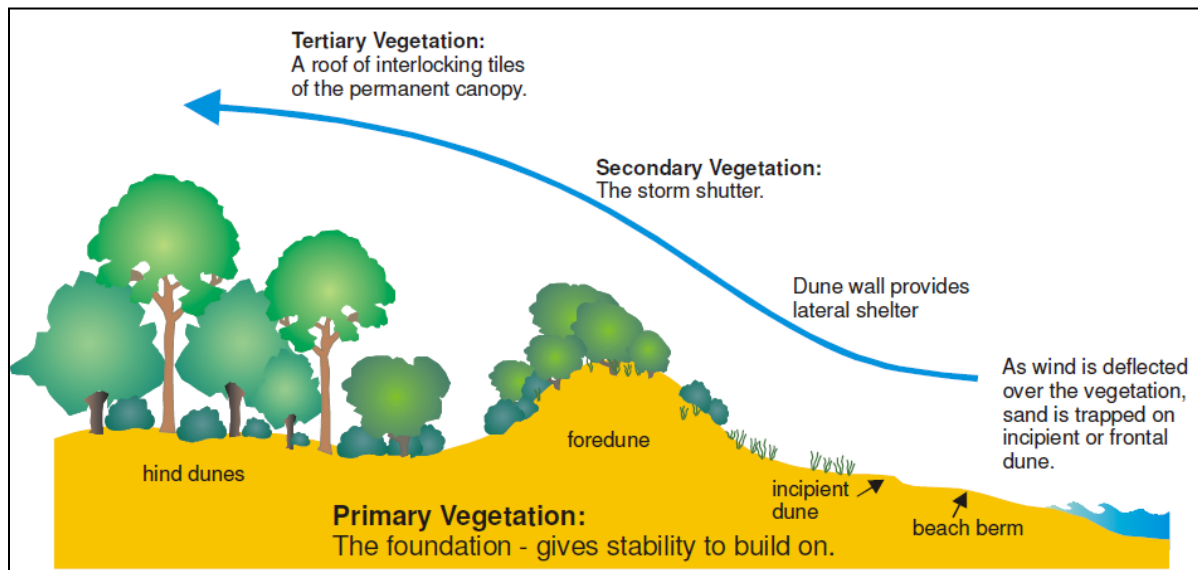 Tertiary Vegetation:
A roof of interlocking tiles
of the permanent canopy.
Secondary Vegetation:
The storm shutter.
Dune wall provides
lateral shelter
As wind is deflected
over the vegetation,
sand is trapped on
incipient or frontal
dune.
foredune
hind dunes
incipient
dune
beach berm
Primary Vegetation:
The foundation - gives stability to build on.